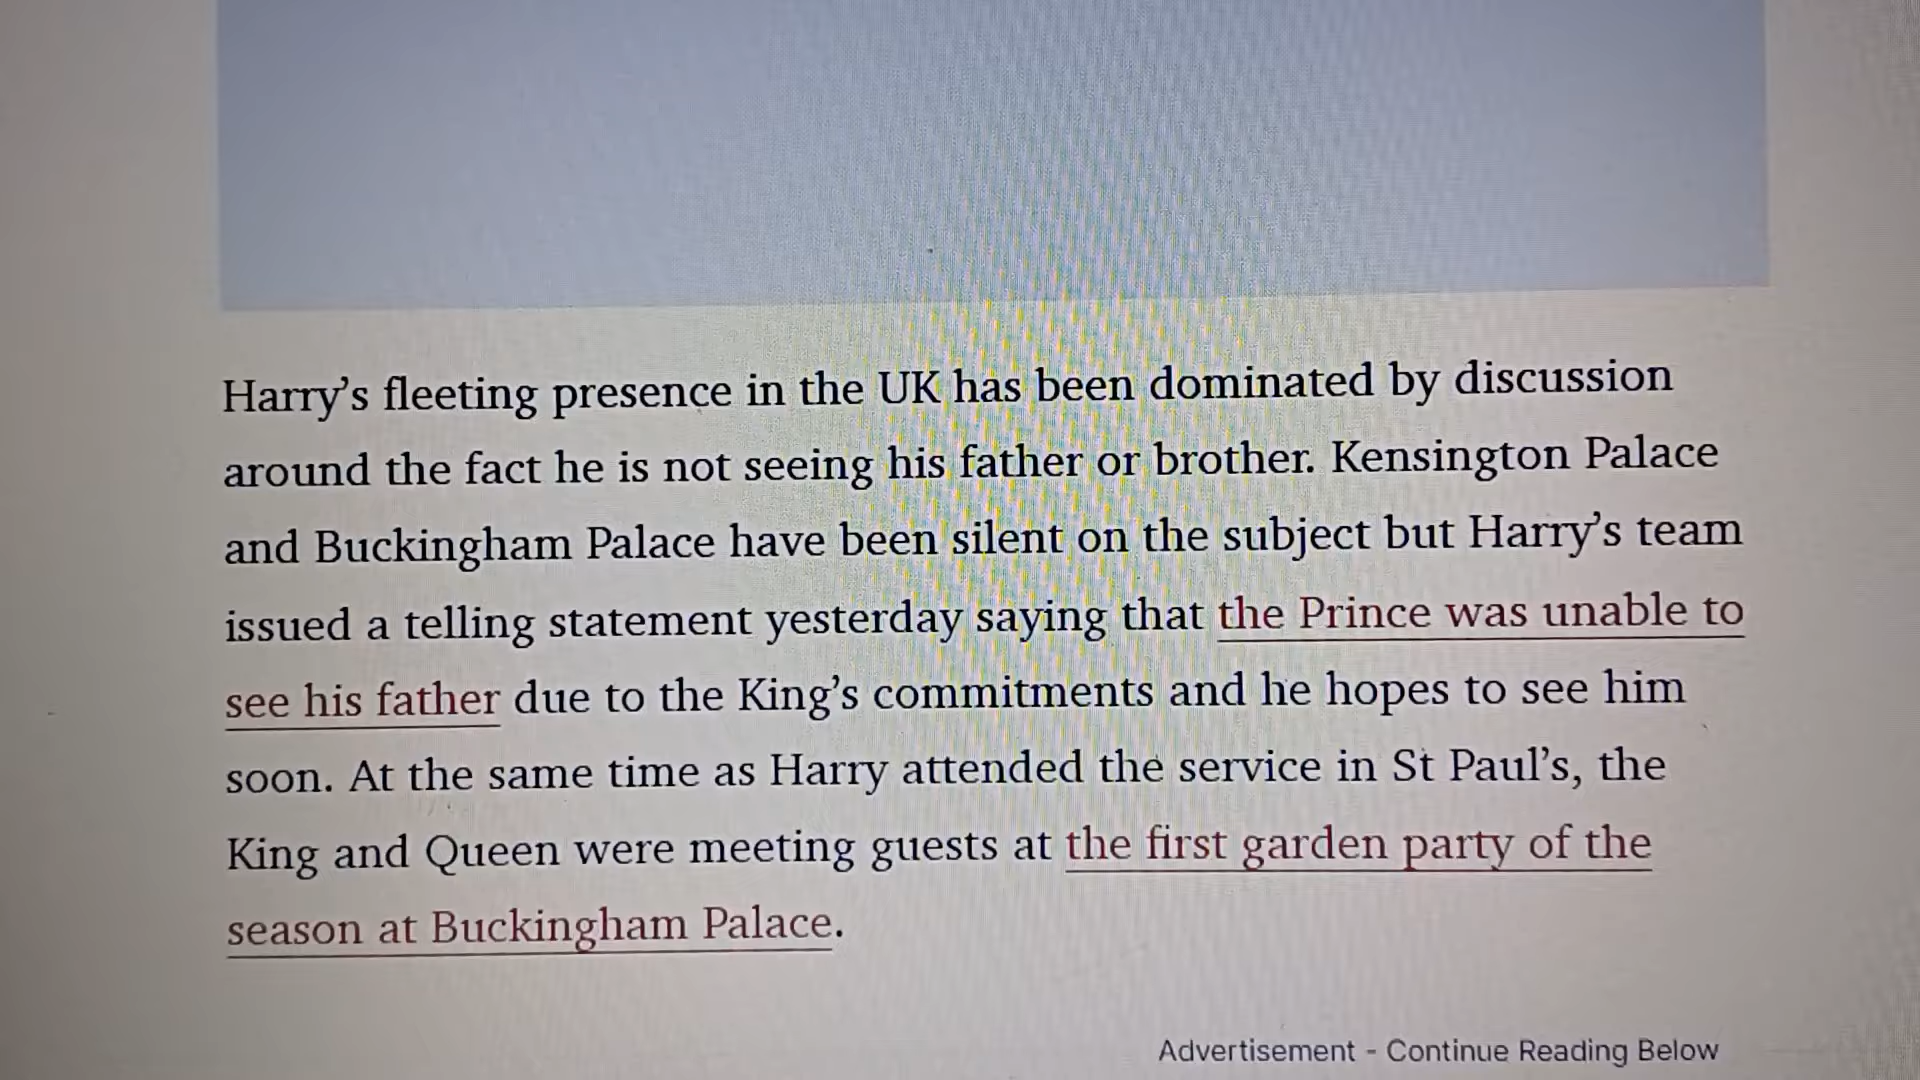 Harry’s fleeting presence in the UK has been dominated by discussion
around the fact he is not seeing his father or brother. Kensington Palace
and Buckingham Palace have been silent on the subject but Harry’s team
issued a telling statement yesterday saying that the Prince was unable to
see his father due to the King’s commitments and he hopes to see him
soon. At the same time as Harry attended the service in St Paul’s, the
King and Queen were meeting guests at the first garden party of the
season at Buckingham Palace.
Advertisement - Continue Reading Below